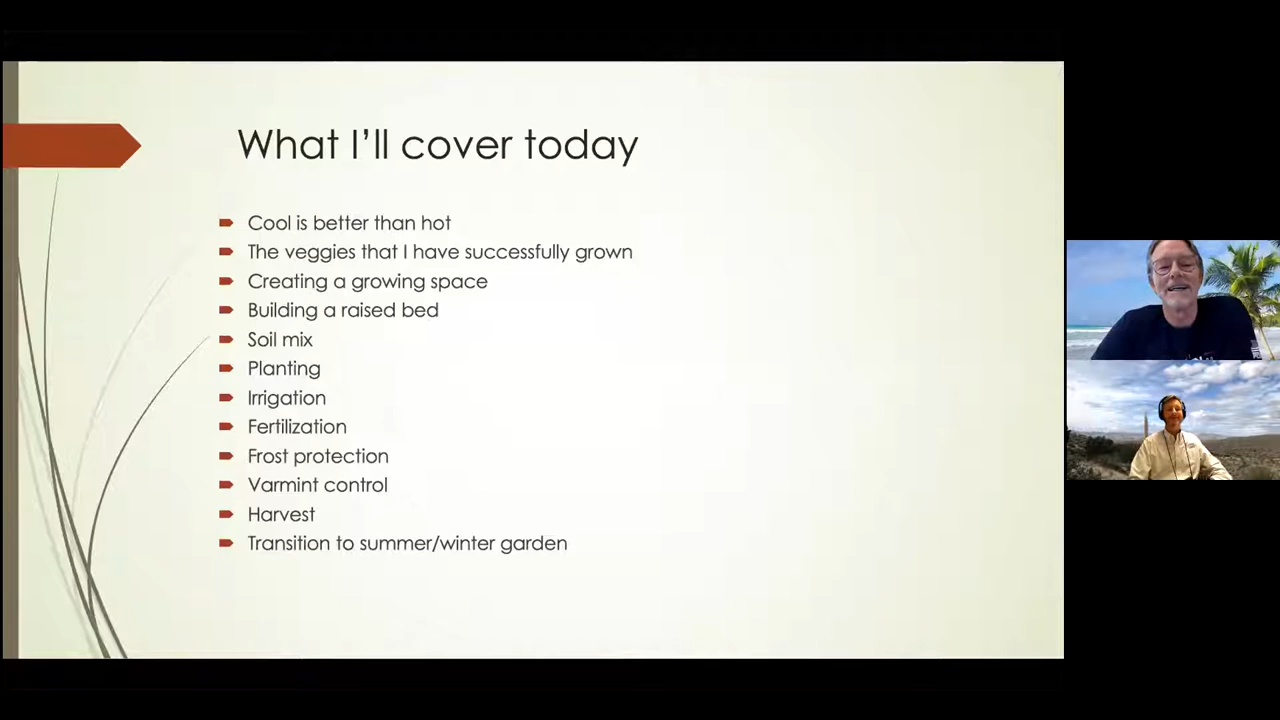 What I'll cover today
Cool is better than hot
The veggies that I have successfully grown
Creating a growing space
Building a raised bed
Soil mix
Planting
Irrigation
Fertilization
Frost protection
Varmint control
Harvest
Transition to summer/winter garden